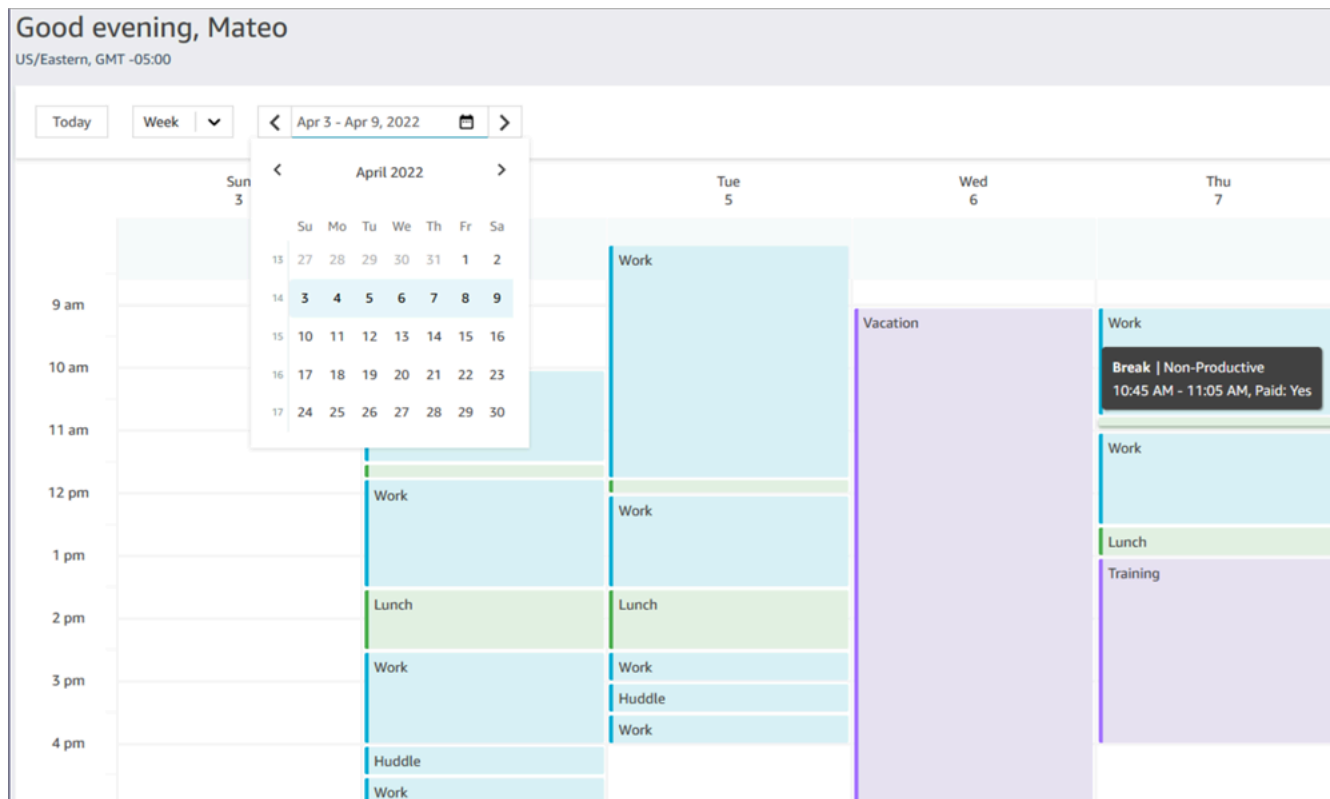 Good evening, Mateo
US/Eastern, GMT -05:00
Today Week Apr 3 - Apr 9, 2022
April 2022
Su Mo Tu We Th Fr Sa
13 27 28 29 30 31 1 2
14 3 4 5 6 7 8 9
15 10 11 12 13 14 15 16
16 17 18 19 20 21 22 23
17 24 25 26 27 28 29 30
Sun Tue Wed Thu
3 5 6 7
Work
9 am
Vacation Work
Break | Non-Productive
10 am
10:45 AM - 11:05 AM, Paid: Yes
11 am
Work
12 pm Work
Work
Lunch
1 pm
Training
Lunch Lunch
2 pm
Work Work
3 pm
Huddle
Work
4 pm
Huddle
Work